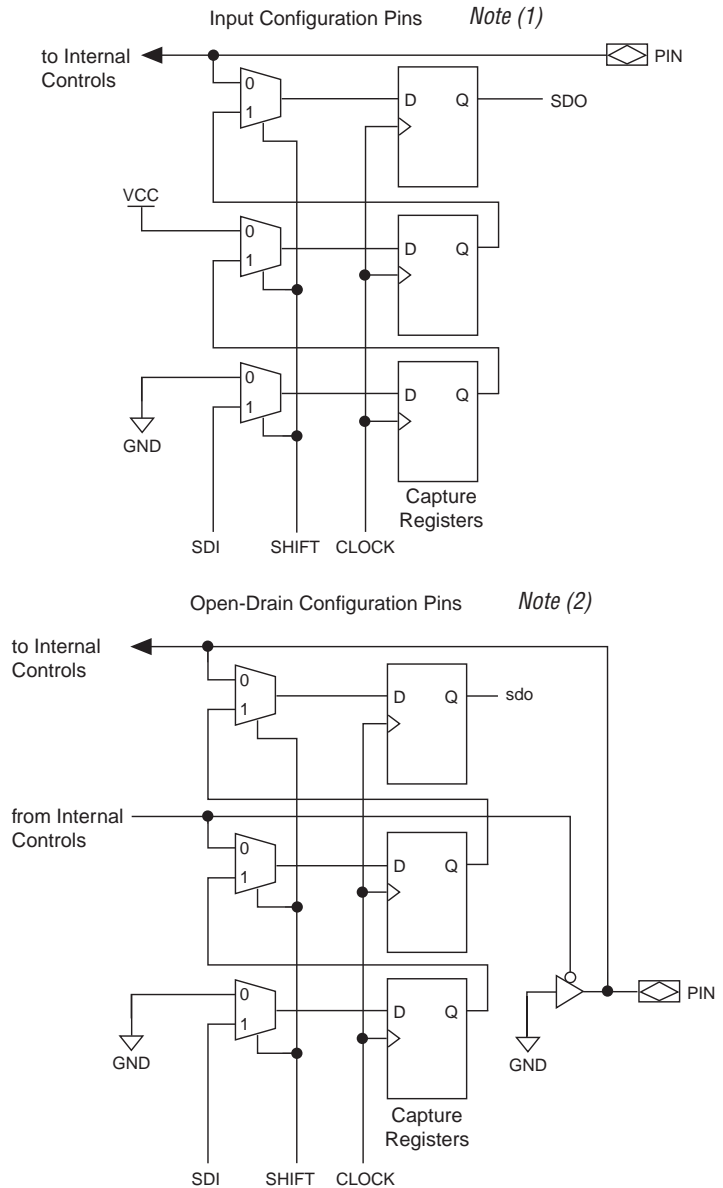 Input Configuration Pins Note (1)
to Internal
Controls
PIN
0
1
D Q
SDO
VCC
0
1
D Q
0
1
D Q
GND
Capture
Registers
SDI SHIFT CLOCK
Open-Drain Configuration Pins Note (2)
to Internal
Controls
0
1
D Q
sdo
from Internal
Controls
0
1
D Q
0
1
D Q
PIN
GND
GND
Capture
Registers
SDI SHIFT CLOCK